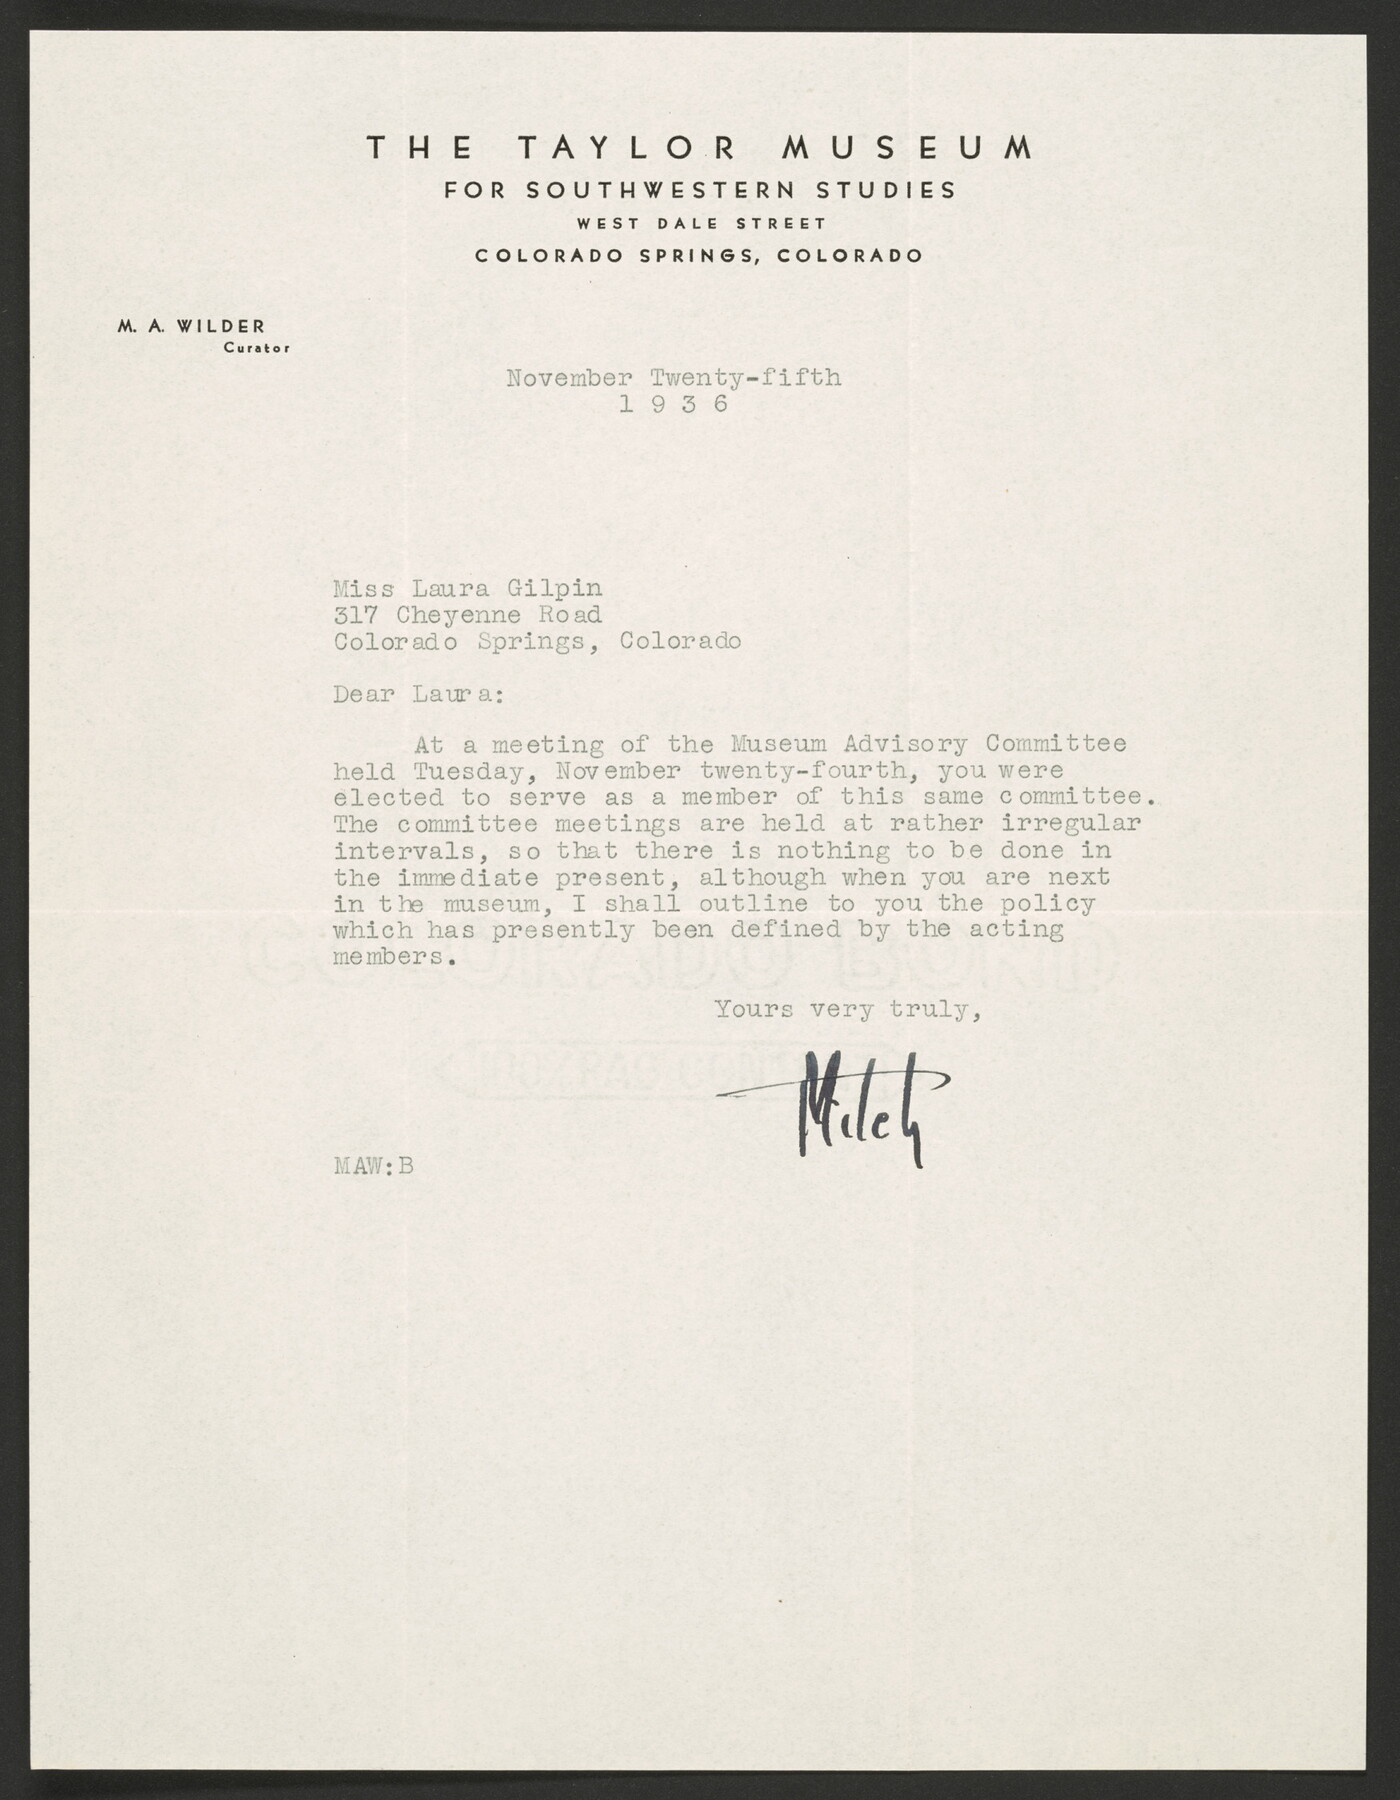 THE TAYLOR MUSEUM
FOR SOUTHWESTERN STUDIES
WEST DALE STREET
COLORADO SPRINGS, COLORADO
M. A. WILDER
Curator
November Twenty-fifth
1 9 3 6
Miss Laura Gilpin
317 Cheyenne Road
Colorado Springs, Colorado
Dear Laura:
At a meeting of the Museum Advisory Committee
held Tuesday, November twenty-fourth, you were
elected to serve as a member of this same committee.
The committee meetings are held at rather irregular
intervals, so that there is nothing to be done in
the immediate present, although when you are next
in the museum, I shall outline to you the policy
which has presently been defined by the acting
members.
COLORADO BOND
Yours very truly,
Mitch
MAW:B